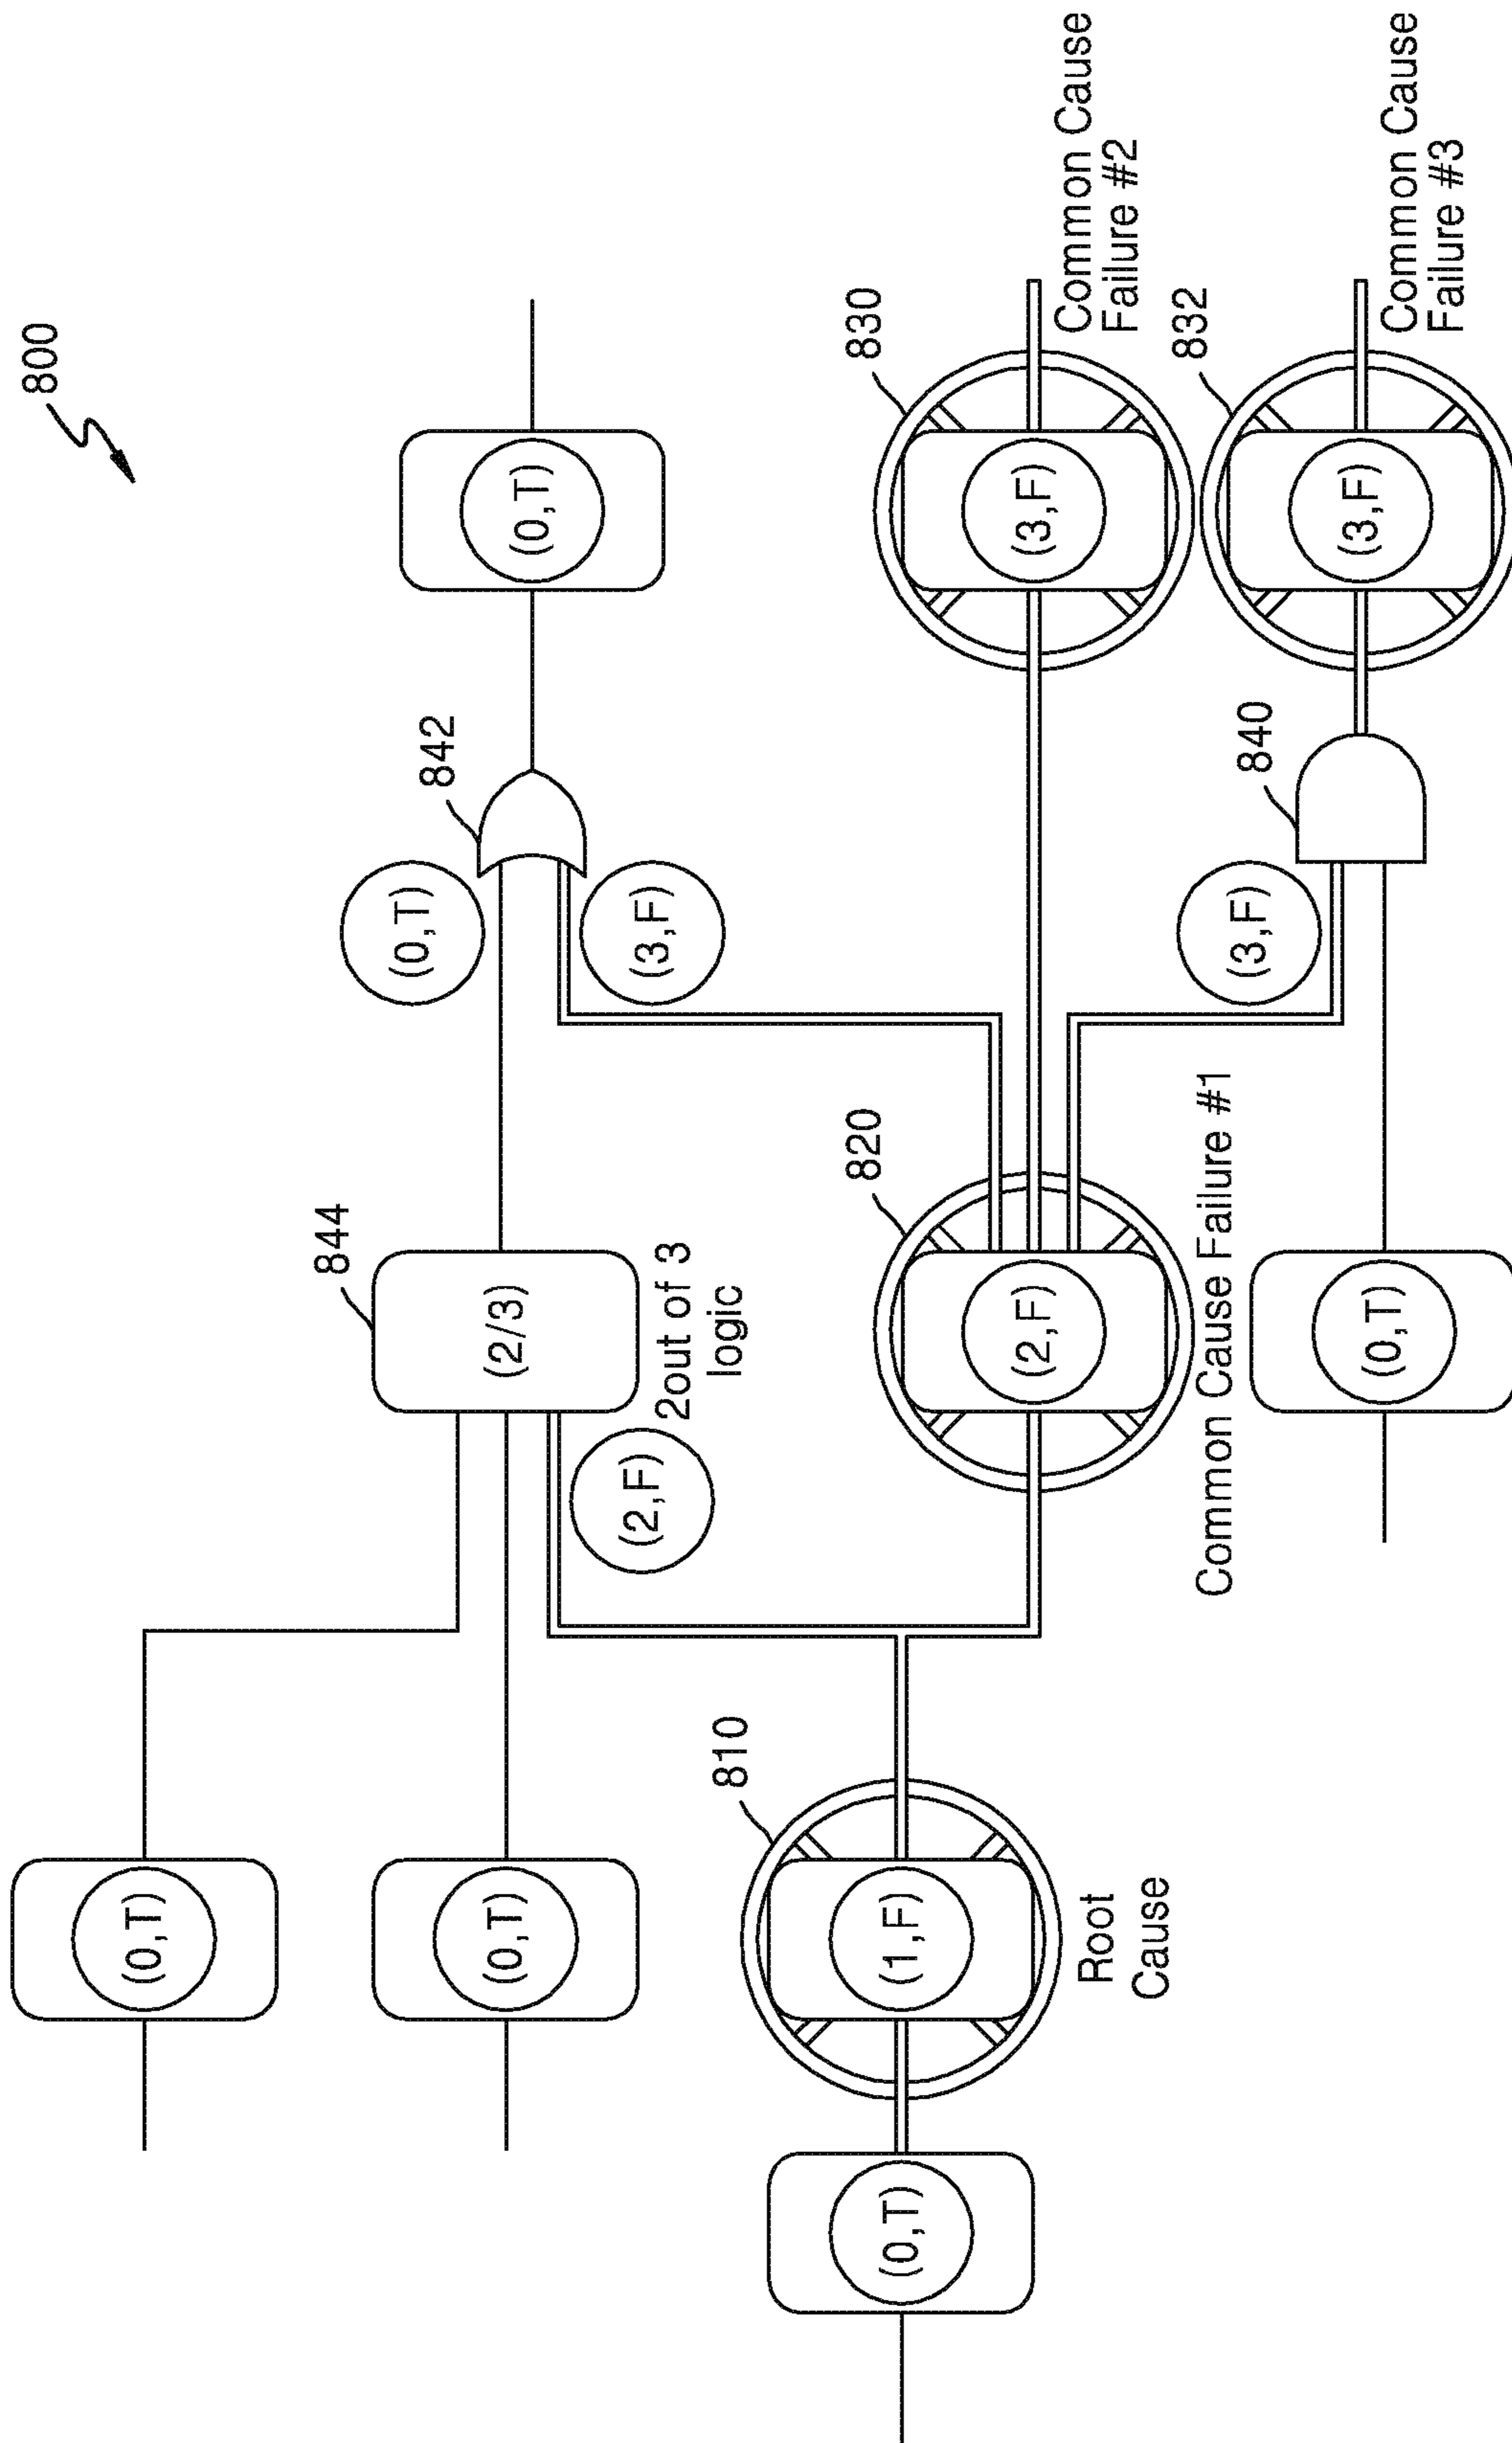 800
(0,T)
844
(2/3)
2out of 3
logic
(2,F)
(0,T)
842
(3,F)
(0,T)
(0,T)
(0,T)
810
(1,F)
Root
Cause
820
(2,F)
Common Cause Failure #1
830
(3,F)
Common Cause
Failure #2
(0,T)
(3,F)
840
832
(3,F)
Common Cause
Failure #3
(0,T)